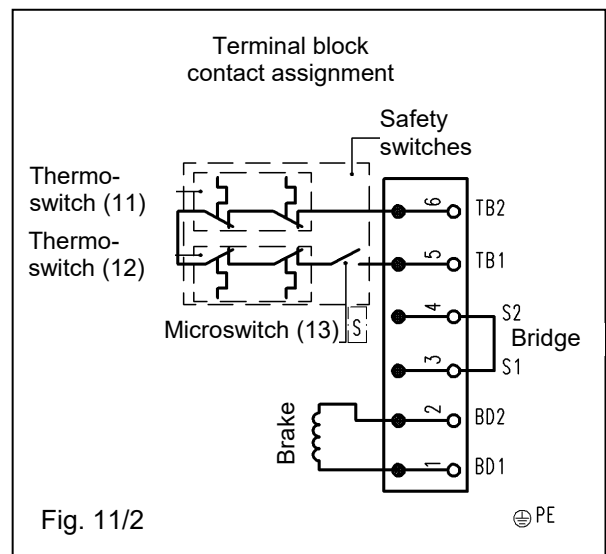 Terminal block
contact assignment
Safety
switches
Thermo-
switch (11)
Thermo-
switch (12)
Microswitch (13)
S
6
TB2
5
TB1
4
S2
Bridge
3
S1
2
BD2
1
BD1
Brake
Fig. 11/2
PE